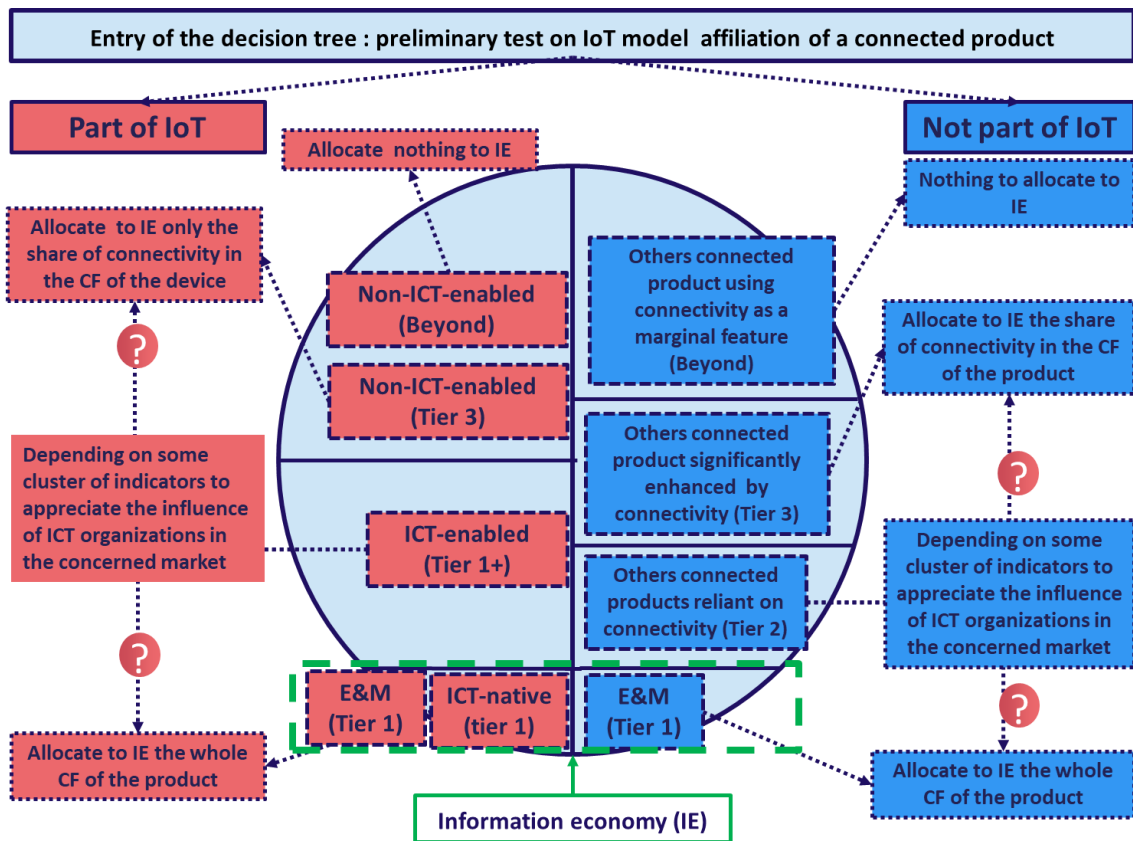 Entry of the decision tree : preliminary test on IoT model affiliation of a connected product
Part of IoT
Not part of IoT
Allocate nothing to IE
Nothing to allocate to
IE
Allocate to IE only the
share of connectivity in
the CF of the device
Non-ICT-enabled
(Beyond)
Others connected
product using
connectivity as a
marginal feature
(Beyond)
Allocate to IE the share
of connectivity in the CF
of the product
?
Non-ICT-enabled
(Tier 3)
Others connected
product significantly
enhanced by
connectivity (Tier 3)
?
Depending on some
cluster of indicators to
appreciate the influence
of ICT organizations in
the concerned market
ICT-enabled
(Tier 1+)
Others connected
products reliant on
connectivity (Tier 2)
Depending on some
cluster of indicators to
appreciate the influence
of ICT organizations in
the concerned market
?
E&M
(Tier 1)
ICT-native
(tier 1)
E&M
(Tier 1)
?
Allocate to IE the whole
CF of the product
Allocate to IE the whole
CF of the product
Information economy (IE)